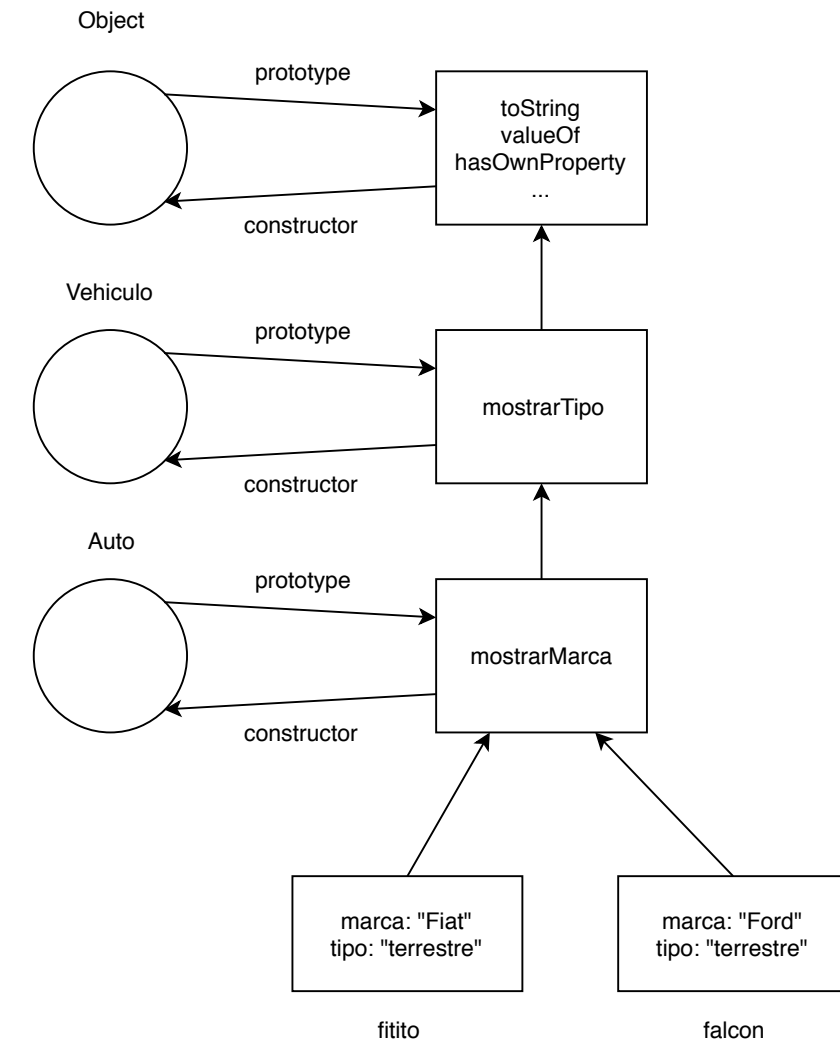 Object
prototype
toString
valueOf
hasOwnProperty
...
constructor
Vehiculo
prototype
mostrarTipo
constructor
Auto
prototype
mostrarMarca
constructor
marca: "Fiat"
tipo: "terrestre"
marca: "Ford"
tipo: "terrestre"
fitito
falcon